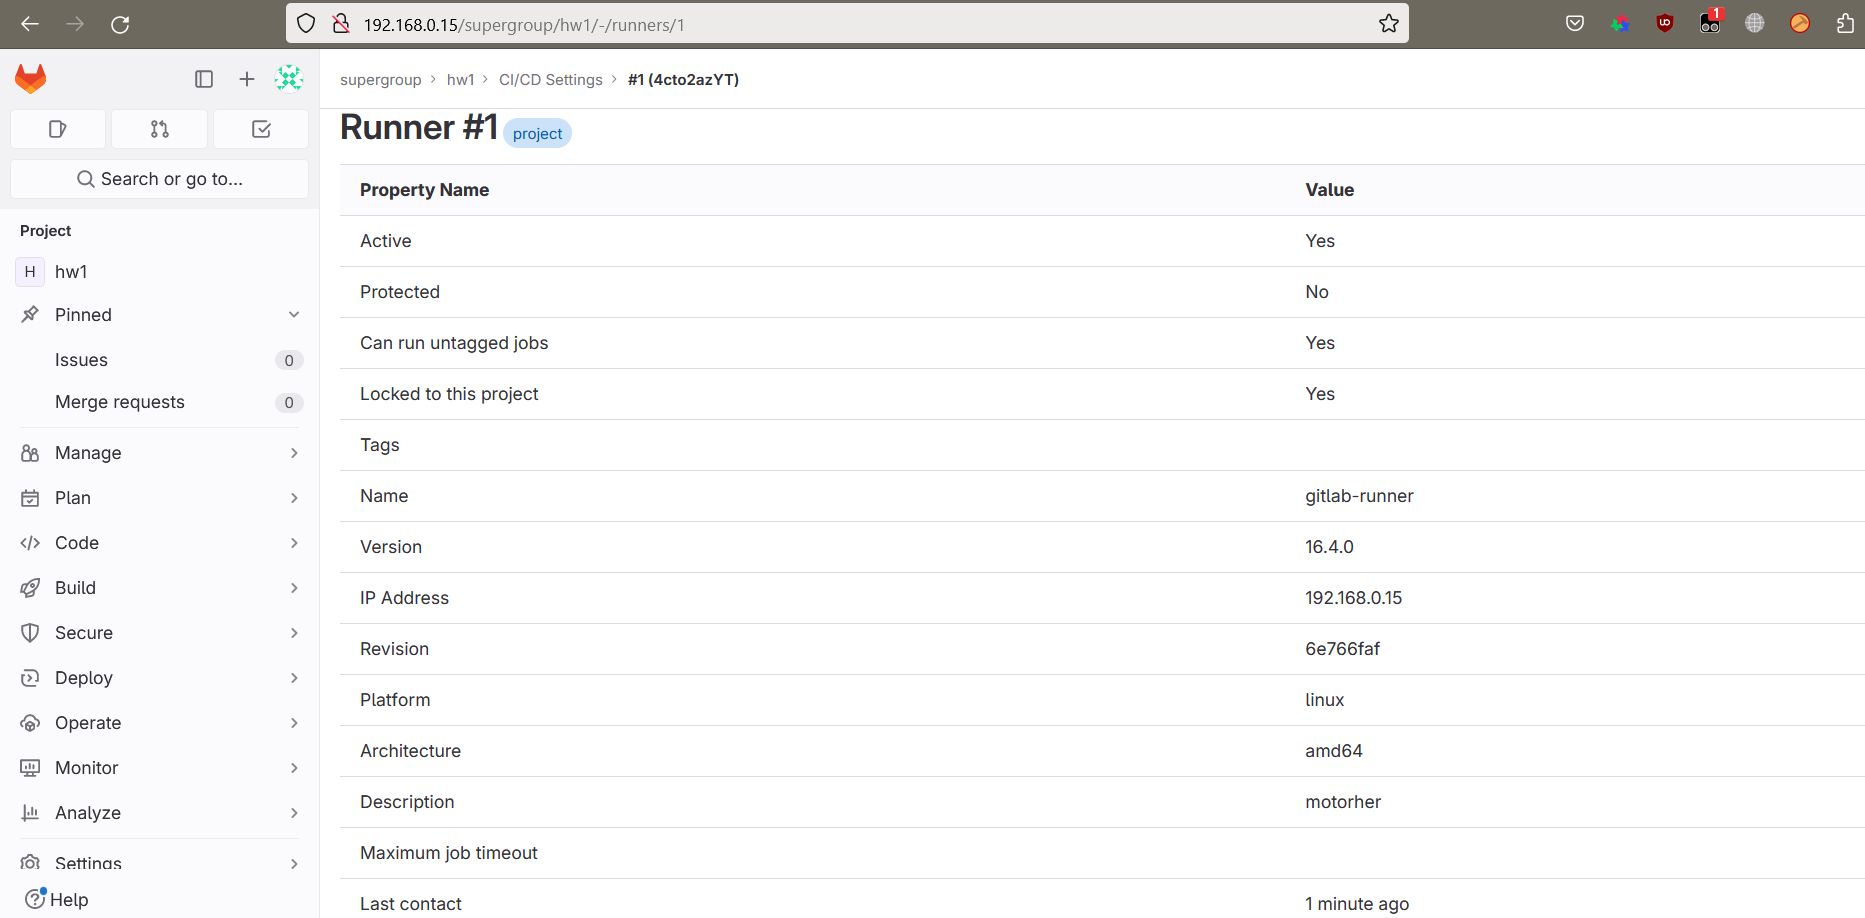 192.168.0.15/supergroup/hw1/-/runners/1
1
supergroup > hw1 > CI/CD Settings > #1 (4cto2azYT)
Search or go to...
Project
H hw1
Pinned
Issues 0
Merge requests 0
Manage
Plan
Code
Build
Secure
Deploy
Operate
Monitor
Analyze
Settings
Help
Runner #1 project
Property Name Value
Active Yes
Protected No
Can run untagged jobs Yes
Locked to this project Yes
Tags
Name gitlab-runner
Version 16.4.0
IP Address 192.168.0.15
Revision 6e766faf
Platform linux
Architecture amd64
Description motorher
Maximum job timeout
Last contact 1 minute ago